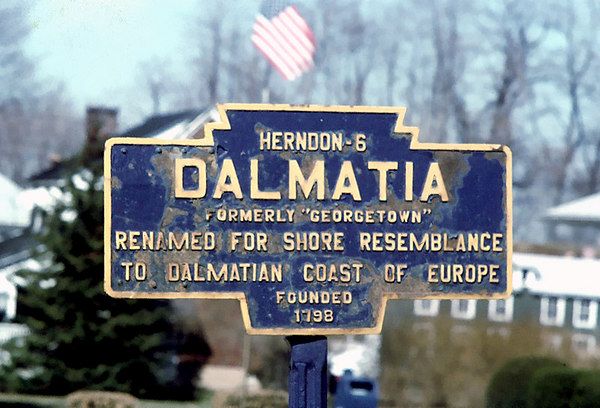 HERNDON-6
DALMATIA
FORMERLY "GEORGETOWN"
RENAMED FOR SHORE RESEMBLANCE
TO DALMATIAN COAST OF EUROPE
FOUNDED
1798